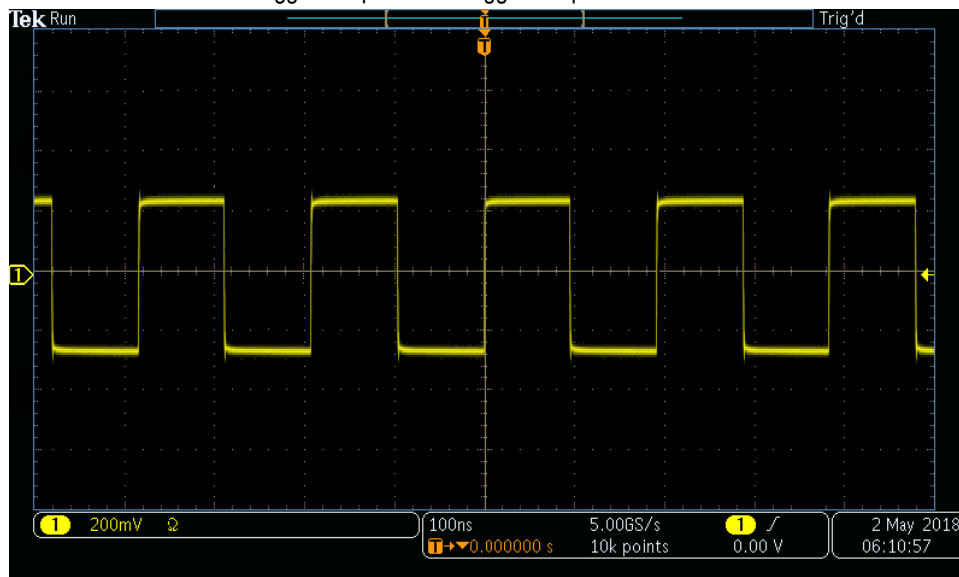 Tek Run Trig'd
T
T
1
1 200mV Ω 100ns 5.00GS/s 1 2 May 2018
T→▼0.000000 s 10k points 0.00 V 06:10:57